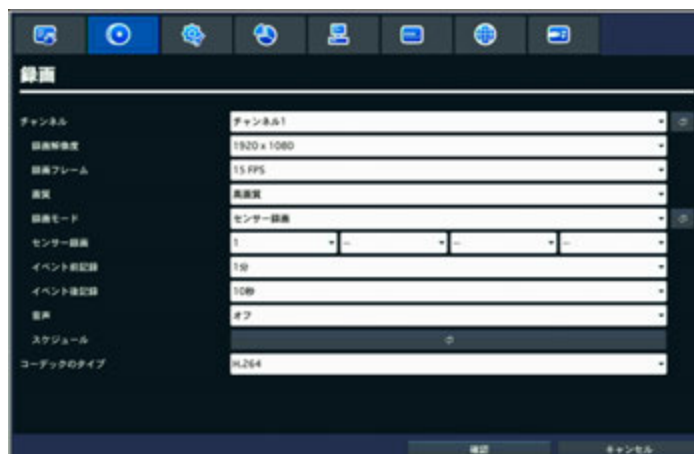 録画
チャンネル チャンネル1
録画解像度 1920 x 1080
録画フレーム 15 FPS
画質 高画質
録画モード センサー録画
センサー録画 1 -- -- --
イベント前記録 1分
イベント後記録 10秒
音声 オフ
スケジュール
コーデックのタイプ H.264
確認 キャンセル